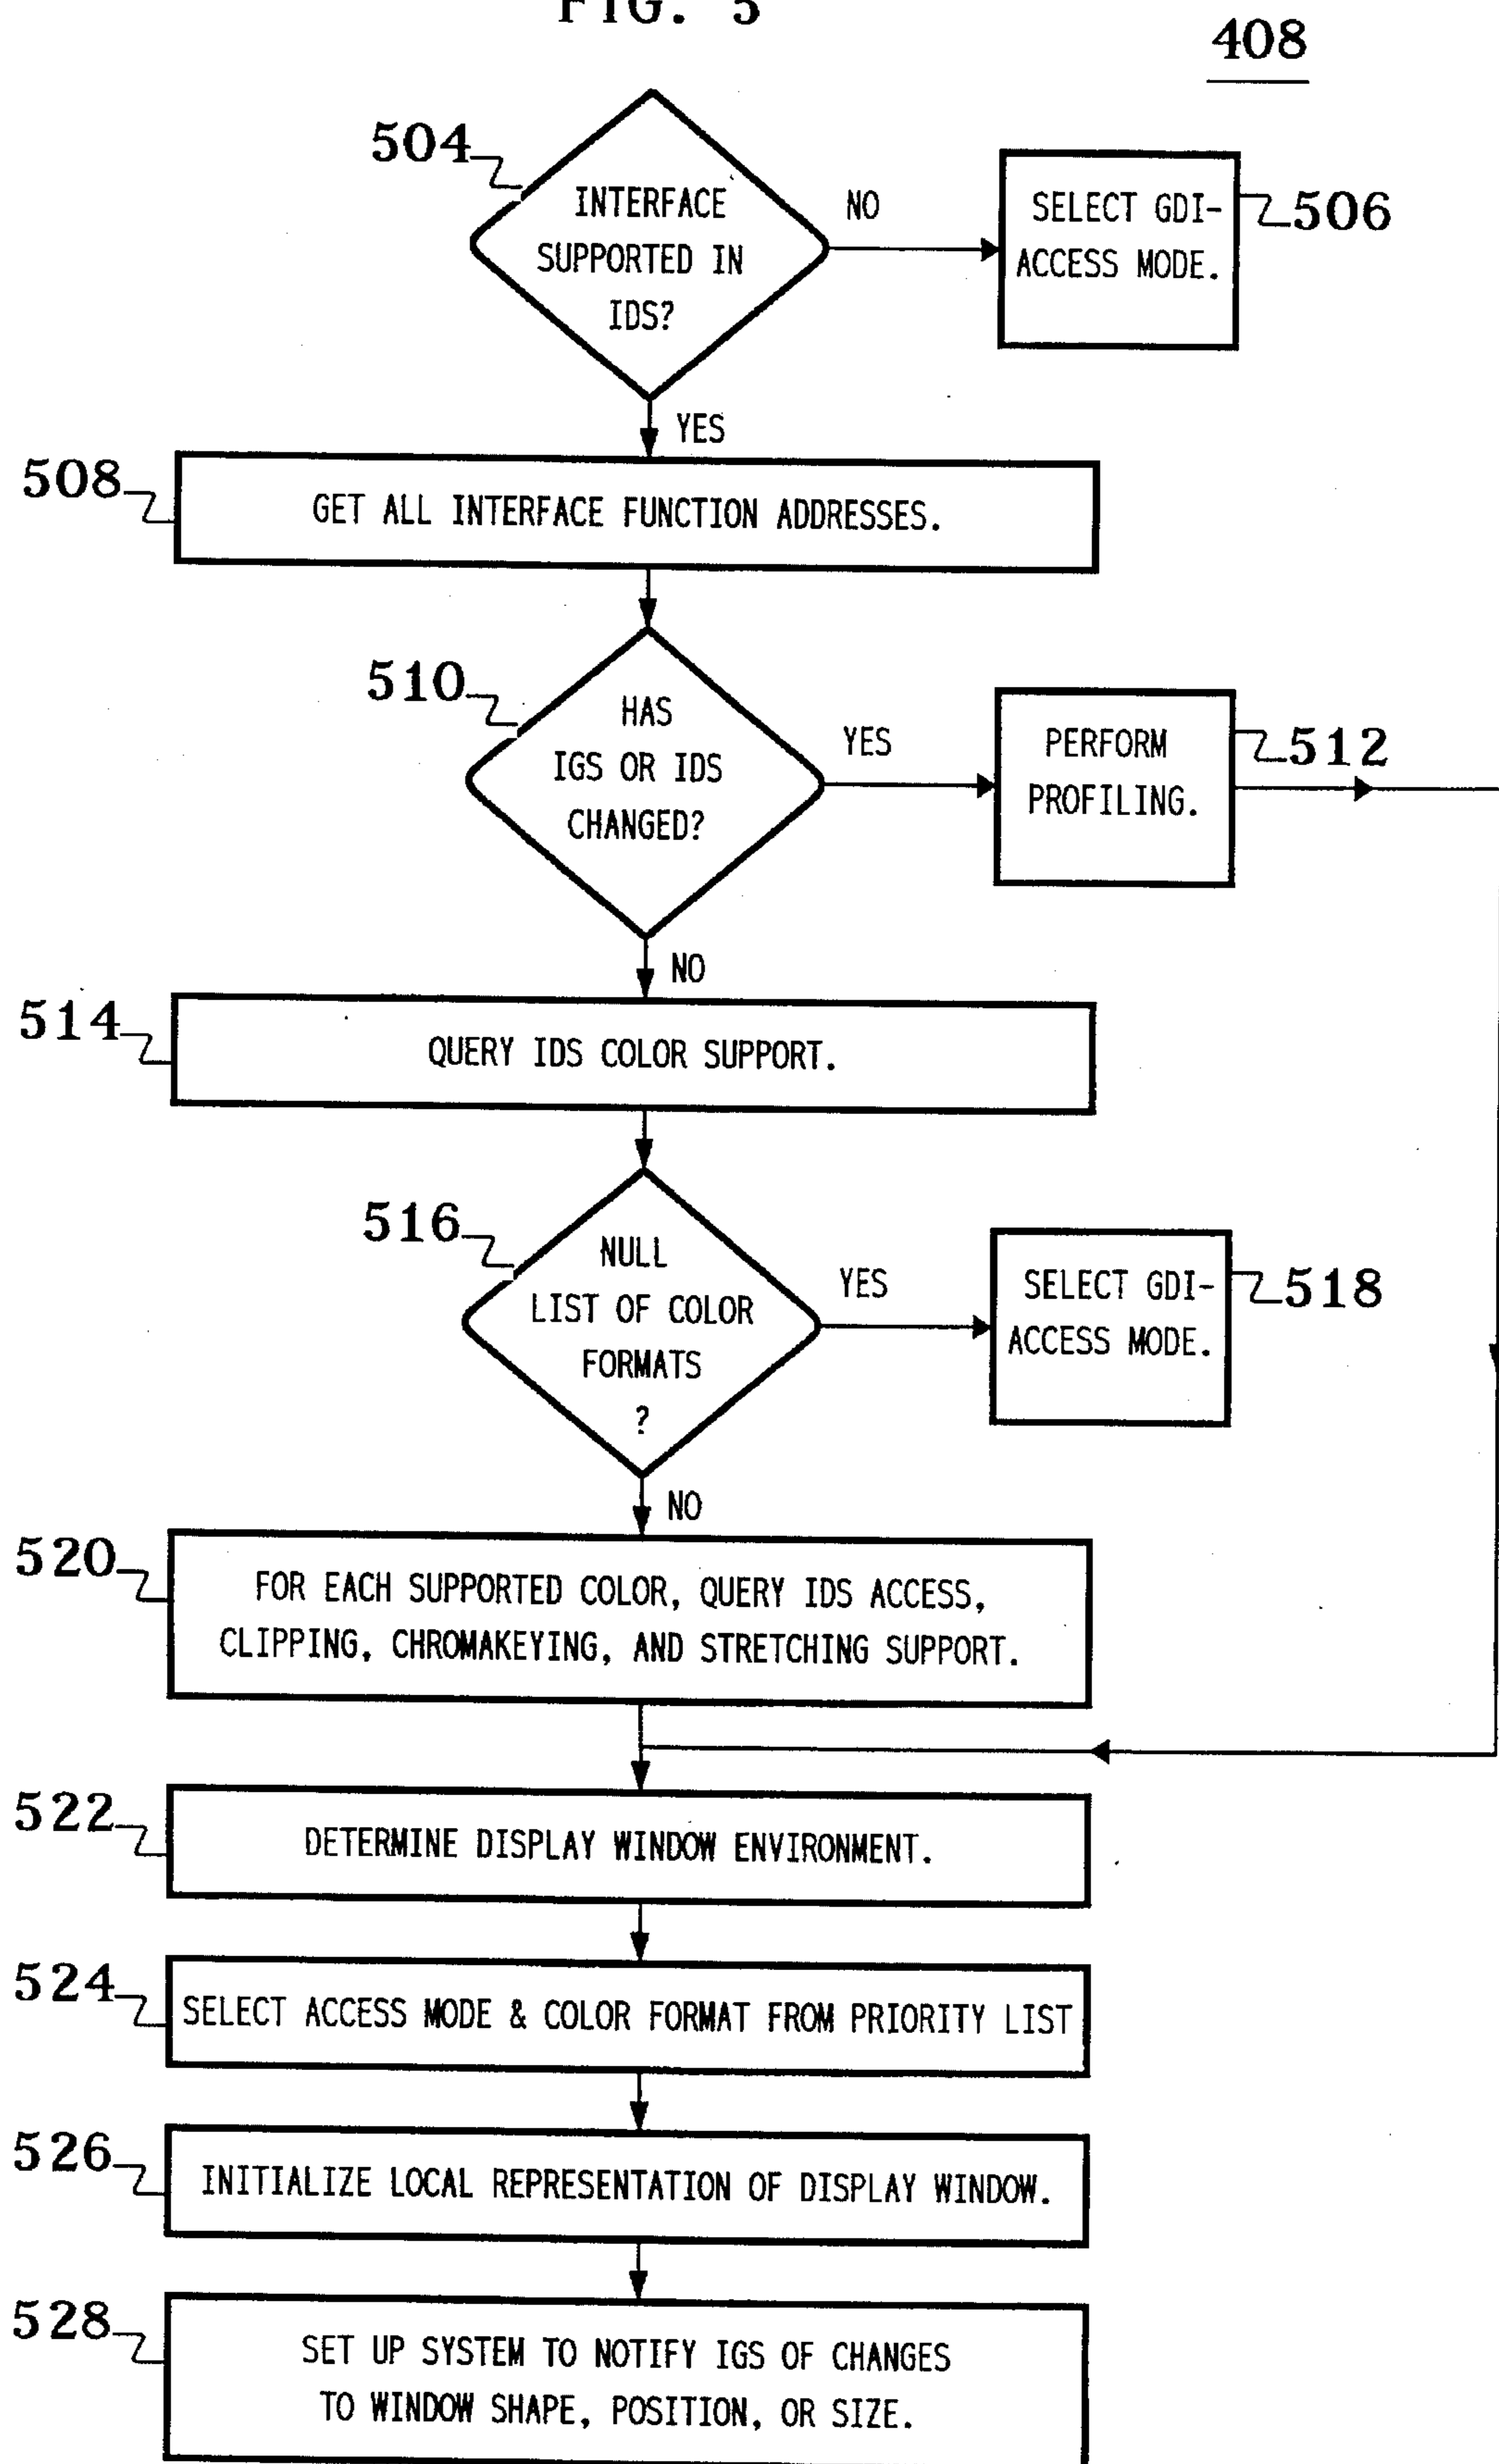 FIG. 5
408
504
INTERFACE
SUPPORTED IN
IDS?
NO
SELECT GDI-
ACCESS MODE.
506
YES
508
GET ALL INTERFACE FUNCTION ADDRESSES.
510
HAS
IGS OR IDS
CHANGED?
YES
PERFORM
PROFILING.
512
NO
514
QUERY IDS COLOR SUPPORT.
516
NULL
LIST OF COLOR
FORMATS
?
YES
SELECT GDI-
ACCESS MODE.
518
NO
520
FOR EACH SUPPORTED COLOR, QUERY IDS ACCESS,
CLIPPING, CHROMAKEYING, AND STRETCHING SUPPORT.
522
DETERMINE DISPLAY WINDOW ENVIRONMENT.
524
SELECT ACCESS MODE & COLOR FORMAT FROM PRIORITY LIST
526
INITIALIZE LOCAL REPRESENTATION OF DISPLAY WINDOW.
528
SET UP SYSTEM TO NOTIFY IGS OF CHANGES
TO WINDOW SHAPE, POSITION, OR SIZE.